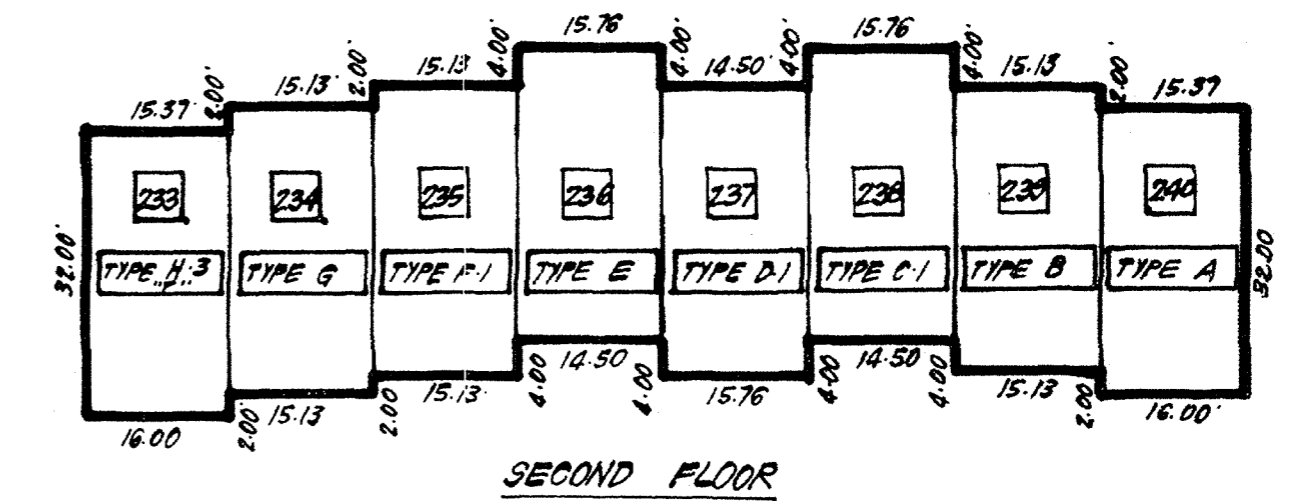 15.76 15.76
2.00' 4.00' 4.00' 14.50' 4.00' 4.00' 2.00'
15.37 15.13' 15.13 15.13 15.37
2.00'
233 234 235 236 237 238 239 240
32.00' 32.00
TYPE G TYPE F-1 TYPE E TYPE D-1 TYPE C-1 TYPE B TYPE A
14.50 14.50
4.00 4.00 4.00 4.00
15.13 15.76 15.13
2.00' 15.13 2.00' 2.00'
16.00 16.00'
SECOND FLOOR